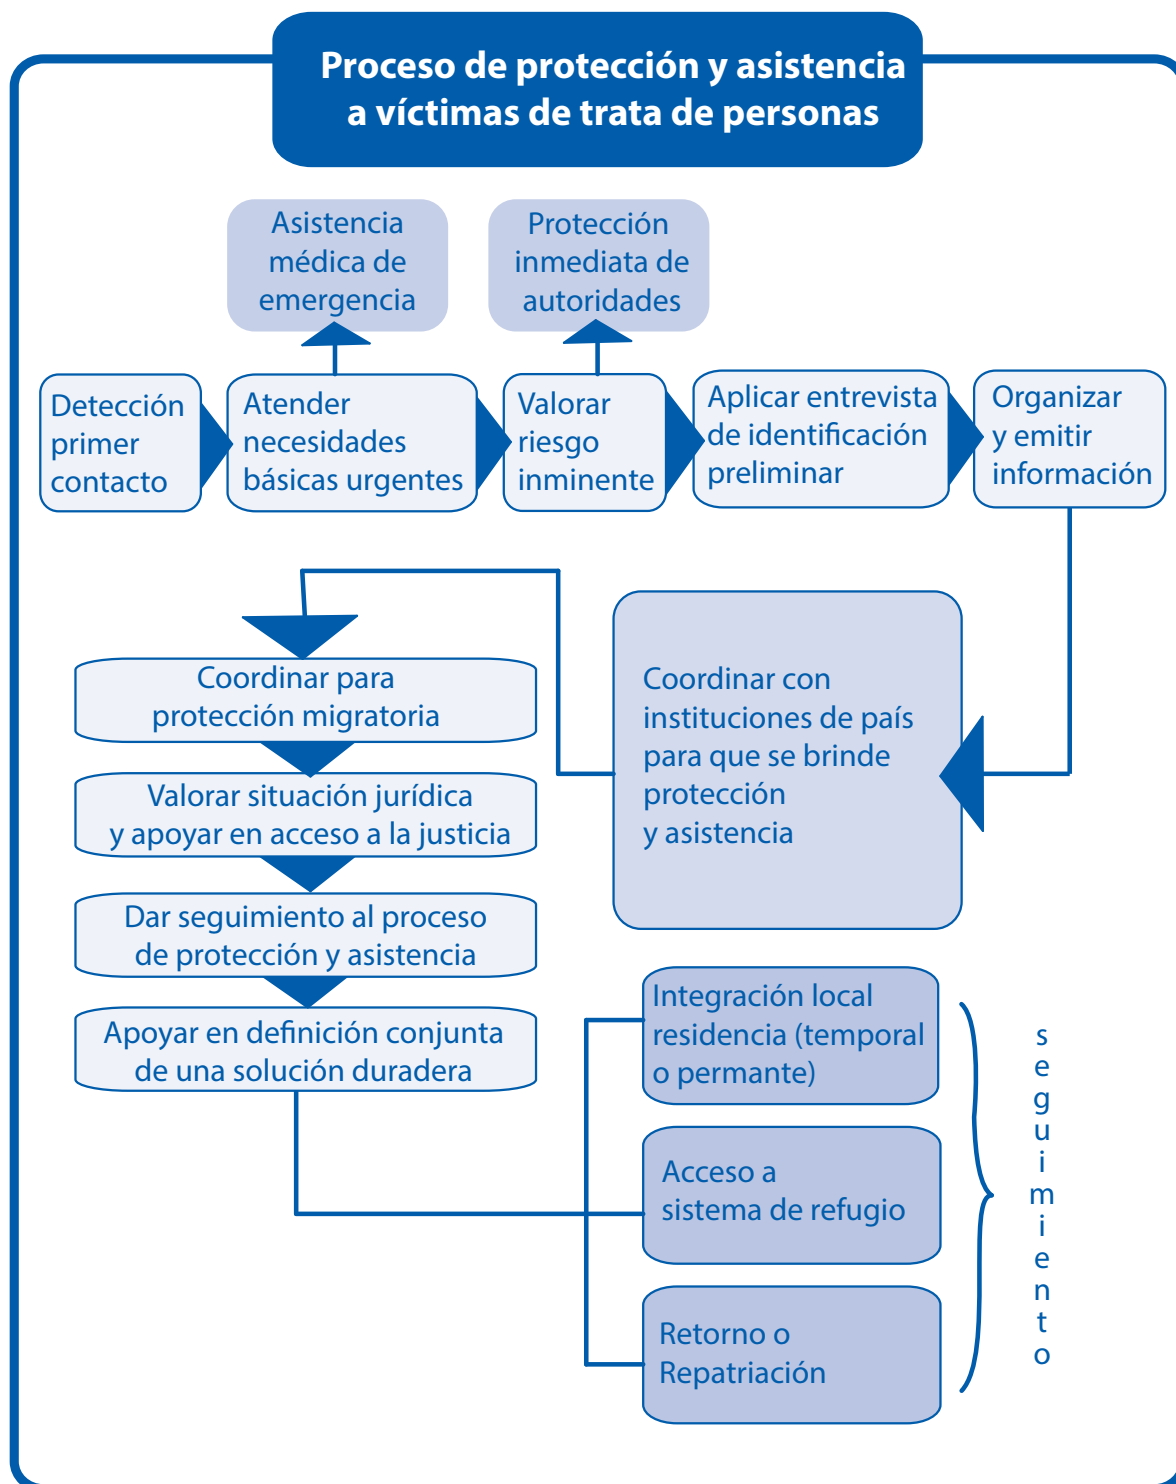 Proceso de protección y asistencia
a víctimas de trata de personas
Asistencia
médica de
emergencia
Protección
inmediata de
autoridades
Detección
primer
contacto
Atender
necesidades
básicas urgentes
Valorar
riesgo
inminente
Aplicar entrevista
de identificación
preliminar
Organizar
y emitir
información
Coordinar con
instituciones de país
para que se brinde
protección
y asistencia
Coordinar para
protección migratoria
Valorar situación jurídica
y apoyar en acceso a la justicia
Dar seguimiento al proceso
de protección y asistencia
Apoyar en definición conjunta
de una solución duradera
Integración local
residencia (temporal
o permante)
Acceso a
sistema de refugio
Retorno o
Repatriación
seguimiento